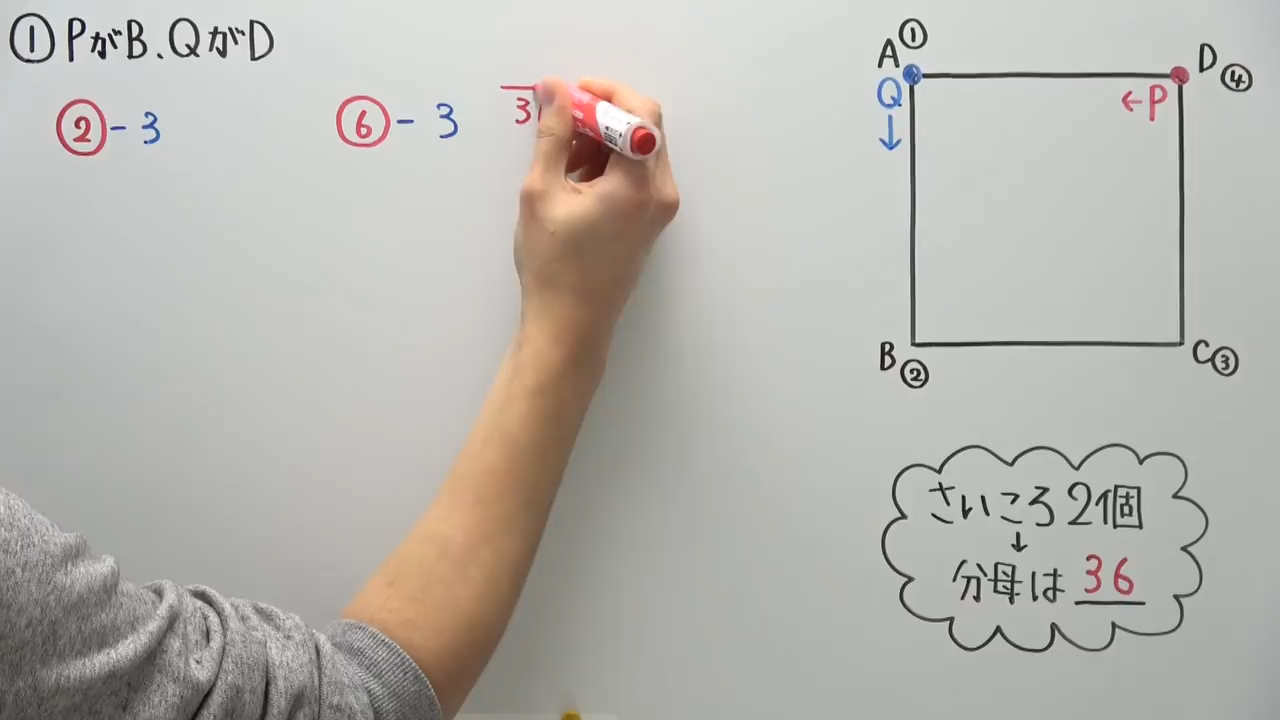 ①PがB、QがD
②-3 ⑥-3 3
A①
D④
Q
↓
←P
B②
C③
さいころ2個
↓
分母は36